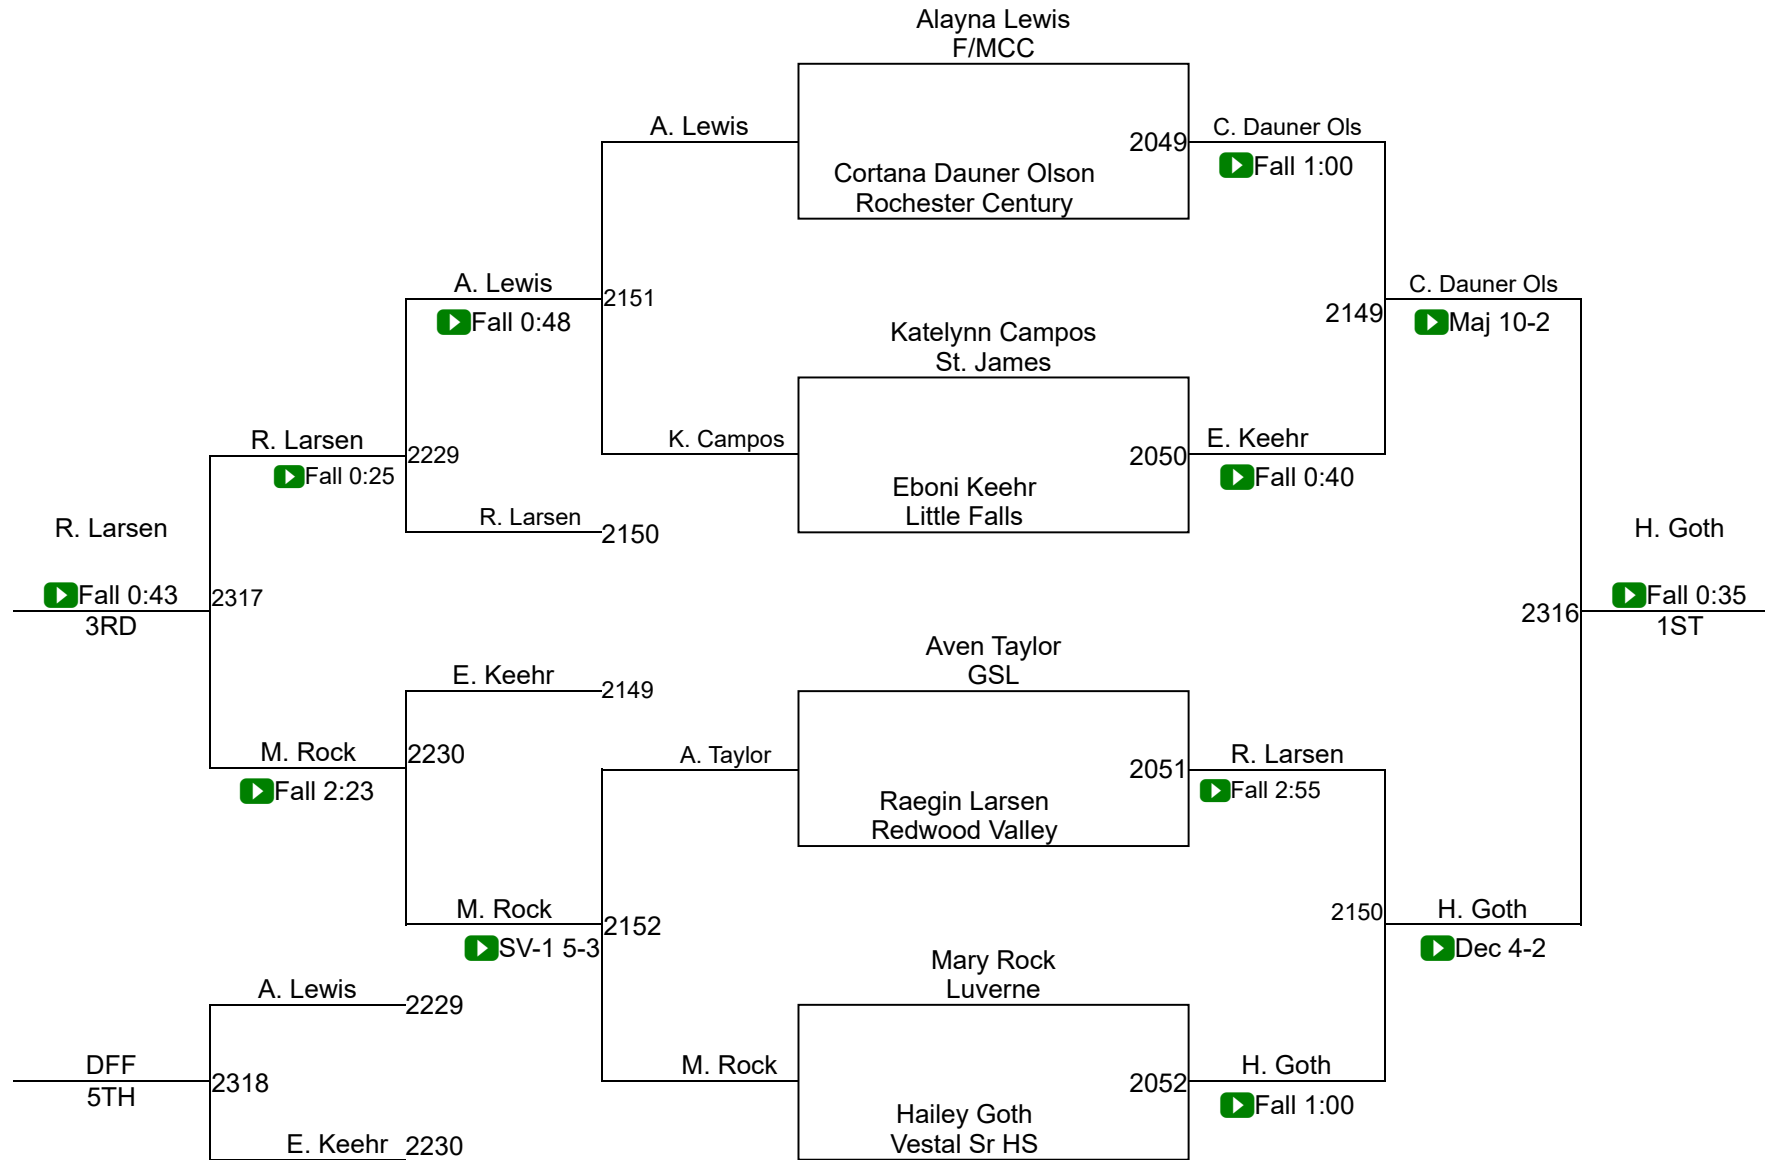 Alayna Lewis
F/MCC
A. Lewis
2049
C. Dauner Ols
Fall 1:00
Cortana Dauner Olson
Rochester Century
A. Lewis
2151
Fall 0:48
C. Dauner Ols
2149
Maj 10-2
Katelynn Campos
St. James
R. Larsen
2229
Fall 0:25
K. Campos
2050
E. Keehr
Fall 0:40
Eboni Keehr
Little Falls
R. Larsen
2150
R. Larsen
Fall 0:43
2317
3RD
H. Goth
Fall 0:35
2316
1ST
Aven Taylor
GSL
E. Keehr
2149
M. Rock
2230
Fall 2:23
A. Taylor
2051
R. Larsen
Fall 2:55
Raegin Larsen
Redwood Valley
M. Rock
2152
SV-1 5-3
2150
H. Goth
Dec 4-2
Mary Rock
Luverne
A. Lewis
2229
DFF
2318
5TH
M. Rock
2052
H. Goth
Fall 1:00
Hailey Goth
Vestal Sr HS
E. Keehr
2230